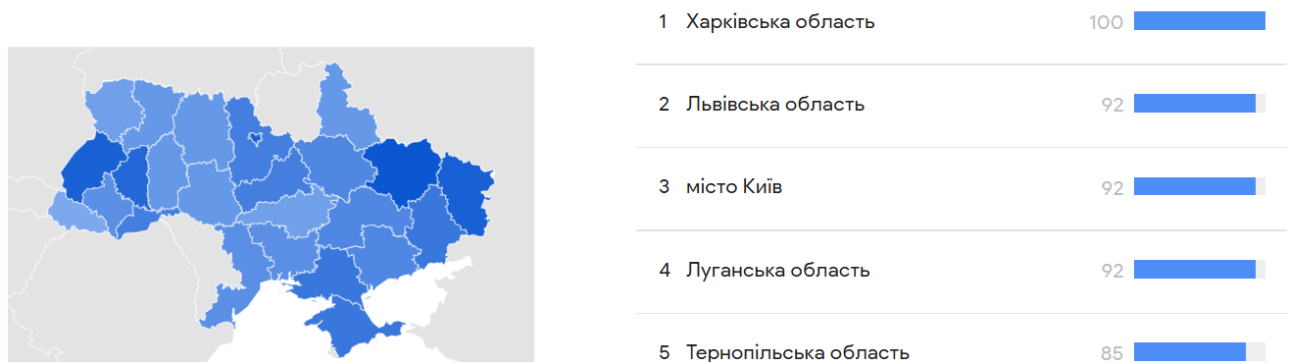 1 Харківська область 100
2 Львівська область 92
3 місто Київ 92
4 Луганська область 92
5 Тернопільська область 85